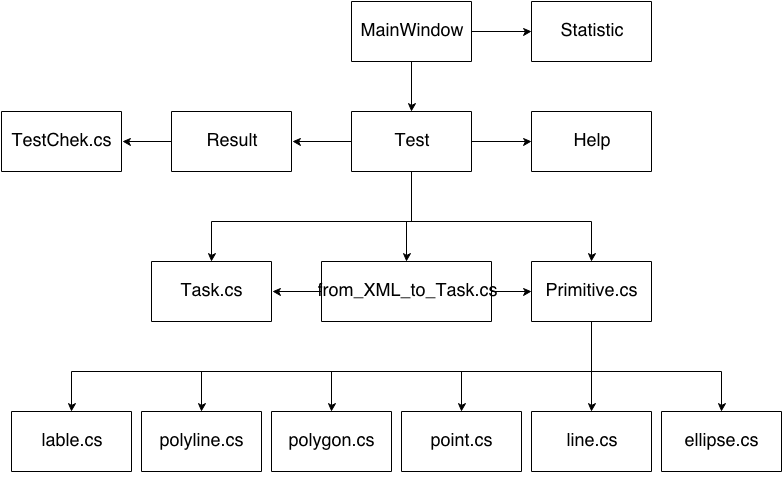 MainWindow
Statistic
TestChek.cs
Result
Test
Help
Task.cs
from_XML_to_Task.cs
Primitive.cs
lable.cs
polyline.cs
polygon.cs
point.cs
line.cs
ellipse.cs